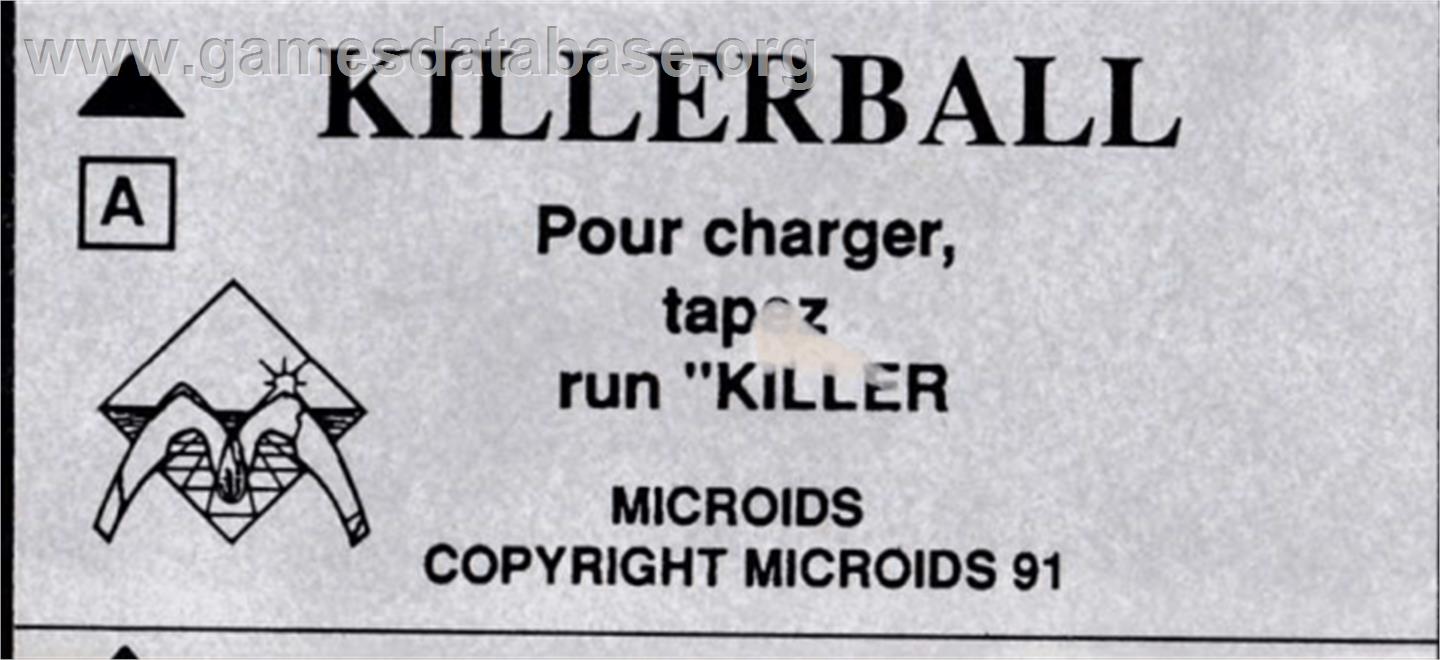 www.gamesdatabase.org
KILLERBALL
A
Pour charger,
tapez
run "KILLER
MICROIDS
COPYRIGHT MICROIDS 91